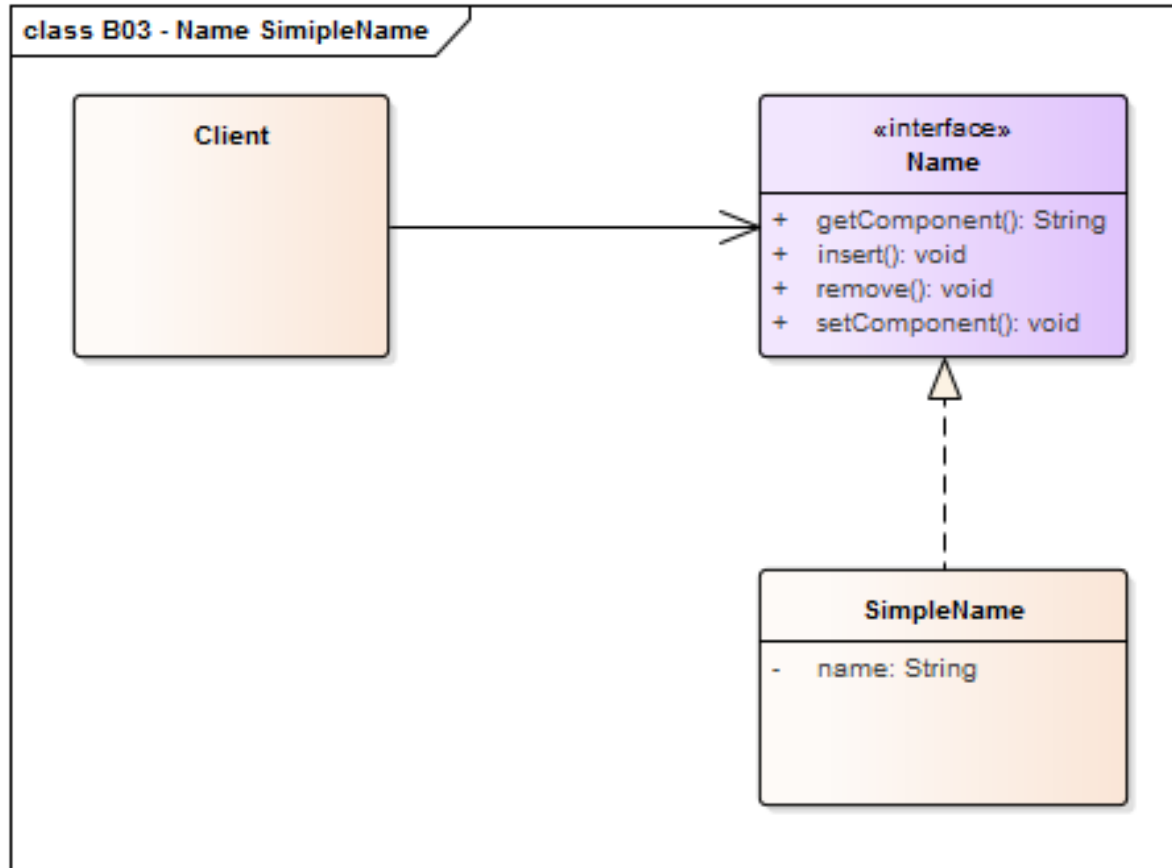 class B03 - Name SimipleName
Client
«interface»
Name
+ getComponent(): String
+ insert(): void
+ remove(): void
+ setComponent(): void
SimpleName
- name: String